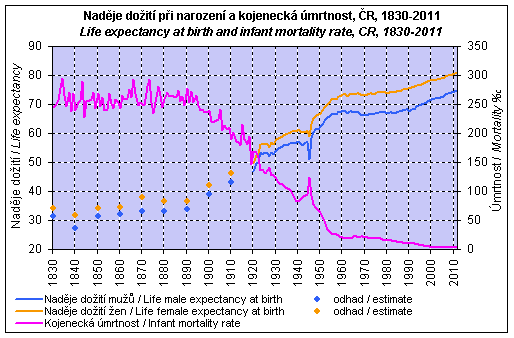 Naděje dožití při narození a kojenecká úmrtnost, ČR, 1830-2011
Life expectancy at birth and infant mortality rate, CR, 1830-2011
Naděje dožití / Life expectancy
90
80
70
60
50
40
30
20
350
300
250
200
150
100
50
0
Úmrtnost / Mortality ‰
1830 1840 1850 1860 1870 1880 1890 1900 1910 1920 1930 1940 1950 1960 1970 1980 1990 2000 2010
Naděje dožití mužů / Life male expectancy at birth
odhad / estimate
Naděje dožití žen / Life female expectancy at birth
odhad / estimate
Kojenecká úmrtnost / Infant mortality rate